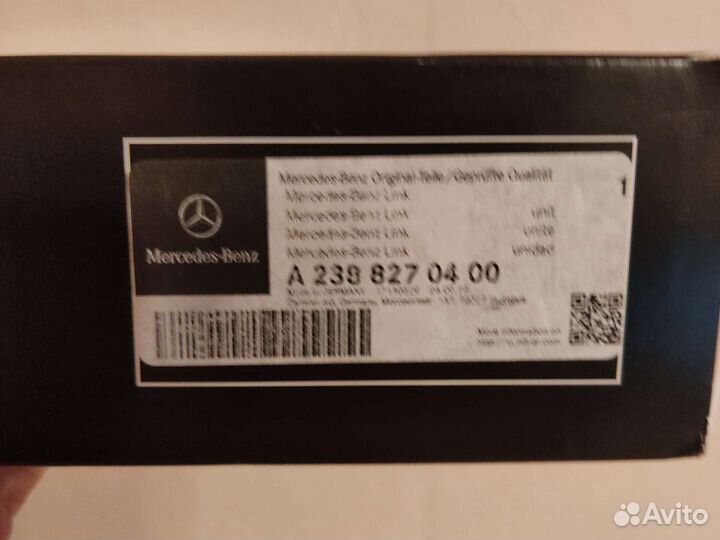 Mercedes-Benz
Mercedes-Benz Original-Teile / Geprüfte Qualität
1
Mercedes-Benz Link
Mercedes-Benz Link unit
Mercedes-Benz Link unité
Mercedes-Benz Link unidad
A 238 827 04 00
More information on
Avito